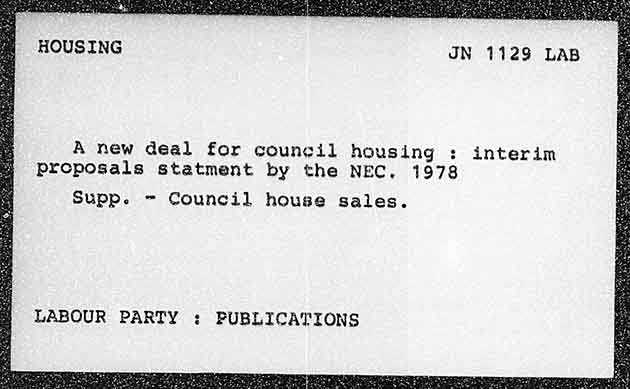 HOUSING
JN 1129 LAB
A new deal for council housing : interim
proposals statment by the NEC. 1978
Supp. - Council house sales.
LABOUR PARTY : PUBLICATIONS